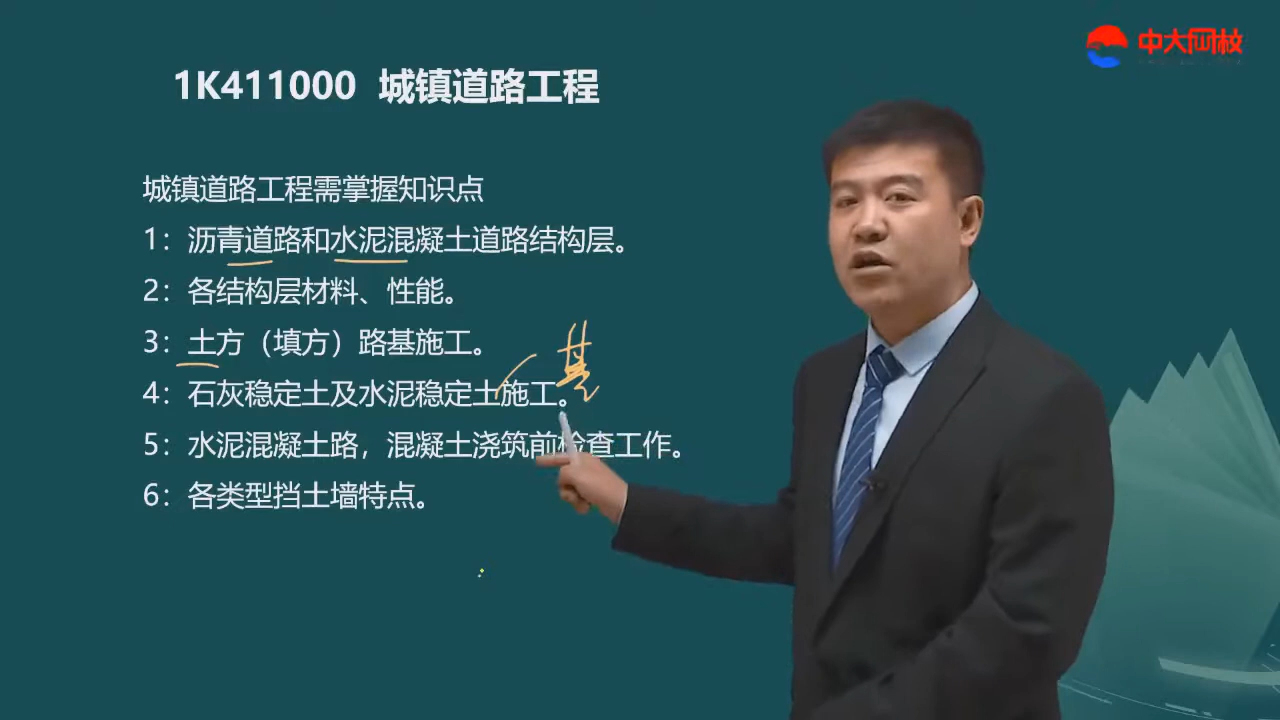 中大网校
1K411000 城镇道路工程
城镇道路工程需掌握知识点
1：沥青道路和水泥混凝土道路结构层。
2：各结构层材料、性能。
3：土方（填方）路基施工。
基
4：石灰稳定土及水泥稳定土施工。
5：水泥混凝土路，混凝土浇筑前检查工作。
6：各类型挡土墙特点。